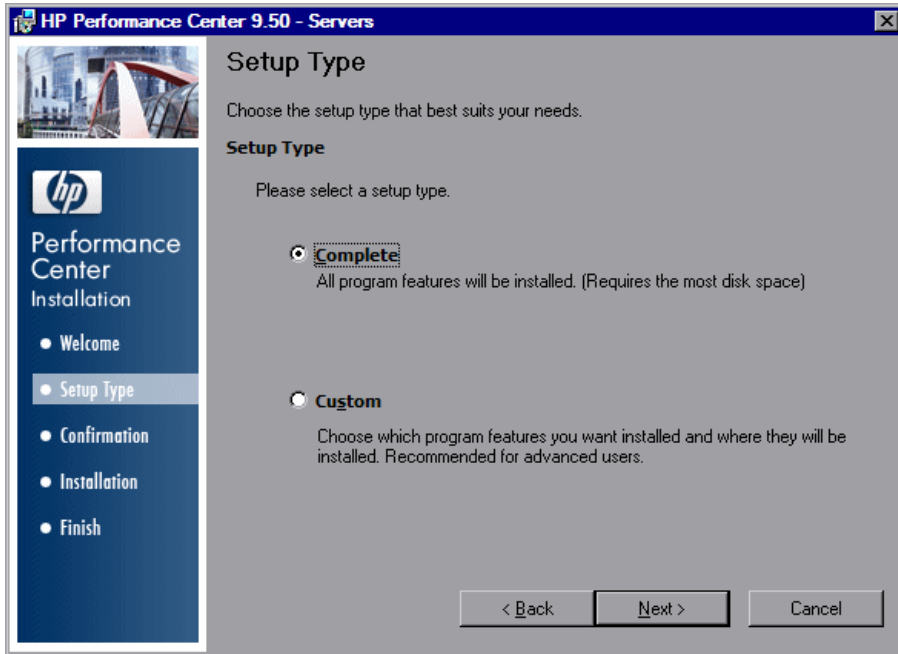 HP Performance Center 9.50 - Servers
Setup Type
Choose the setup type that best suits your needs.
Setup Type
Please select a setup type.
Complete
All program features will be installed. (Requires the most disk space)
Custom
Choose which program features you want installed and where they will be
installed. Recommended for advanced users.
hp
Performance
Center
Installation
Welcome
Setup Type
Confirmation
Installation
Finish
< Back
Next >
Cancel